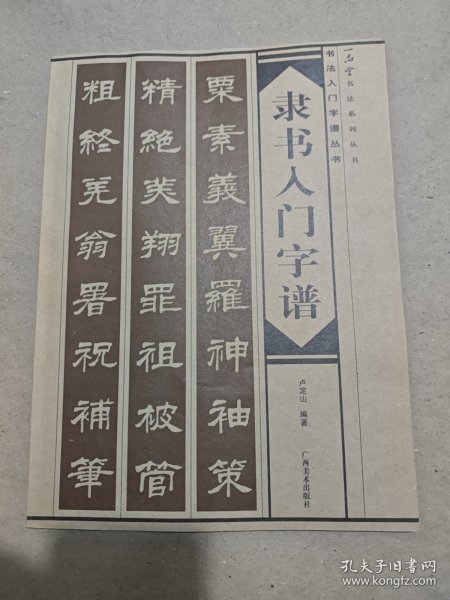 一品堂书法系列丛书
书法入门字谱丛书
隶书入门字谱
卢定山 编著
广西美术出版社
粟素義翼羅神袖策
精絶美翔罪祖被管
粗終羌翁署祝補筆
孔夫子旧书网
www.kongfz.com